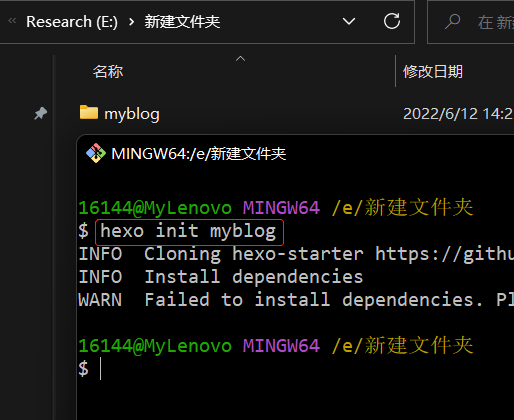 Research (E:) › 新建文件夹
在 新
名称
修改日期
myblog
2022/6/12 14:2
MINGW64:/e/新建文件夹
16144@MyLenovo MINGW64 /e/新建文件夹
$ hexo init myblog
INFO  Cloning hexo-starter https://githu
INFO  Install dependencies
WARN  Failed to install dependencies. Pl
16144@MyLenovo MINGW64 /e/新建文件夹
$